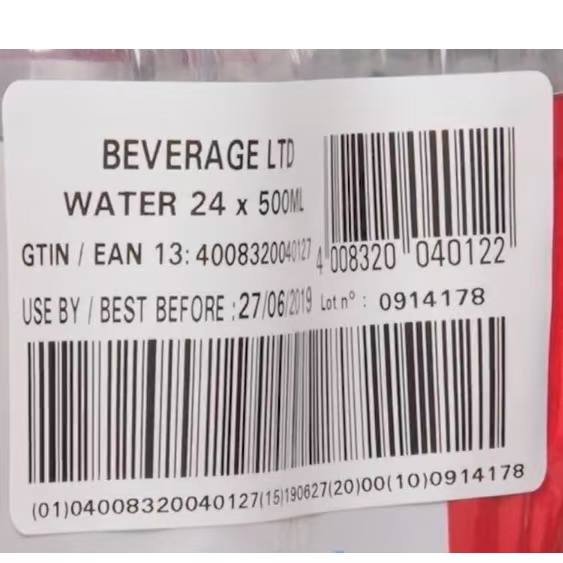 BEVERAGE LTD
WATER 24 x 500ML
GTIN / EAN 13: 4008320040127
4 008320 040122
USE BY / BEST BEFORE : 27/06/2019 Lot n° : 0914178
(01)04008320040127(15)190627(20)00(10)0914178